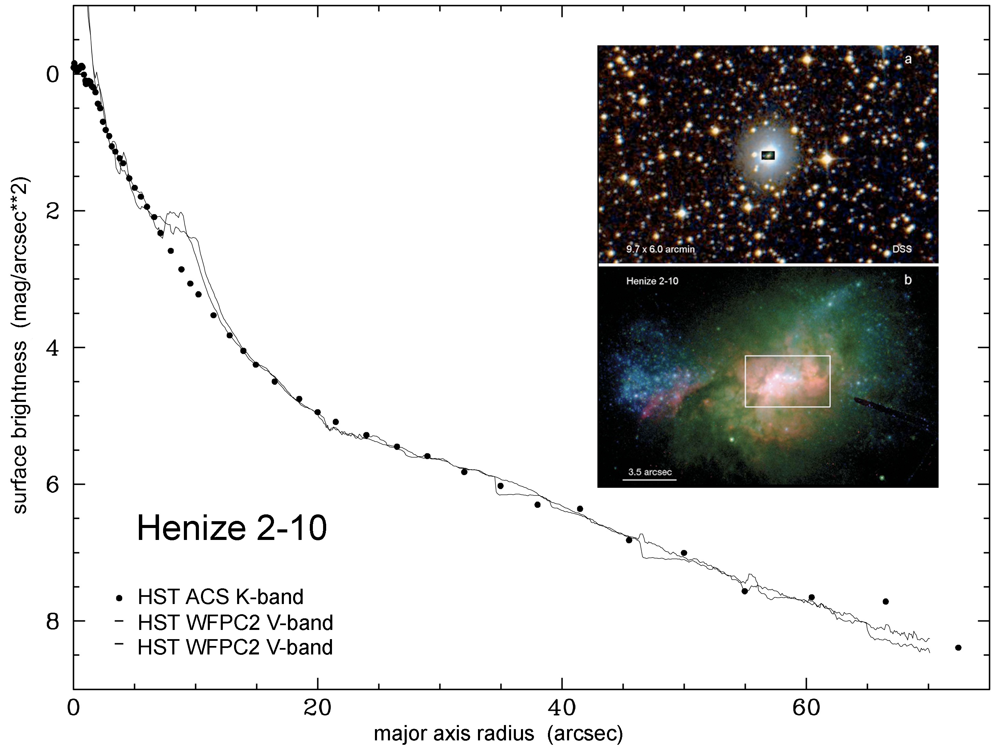 0
2
4
6
8
surface brightness (mag/arcsec**2)
a
9.7 x 6.0 arcmin DSS
Henize 2-10 b
3.5 arcsec
Henize 2-10
HST ACS K-band
HST WFPC2 V-band
HST WFPC2 V-band
0 20 40 60
major axis radius (arcsec)